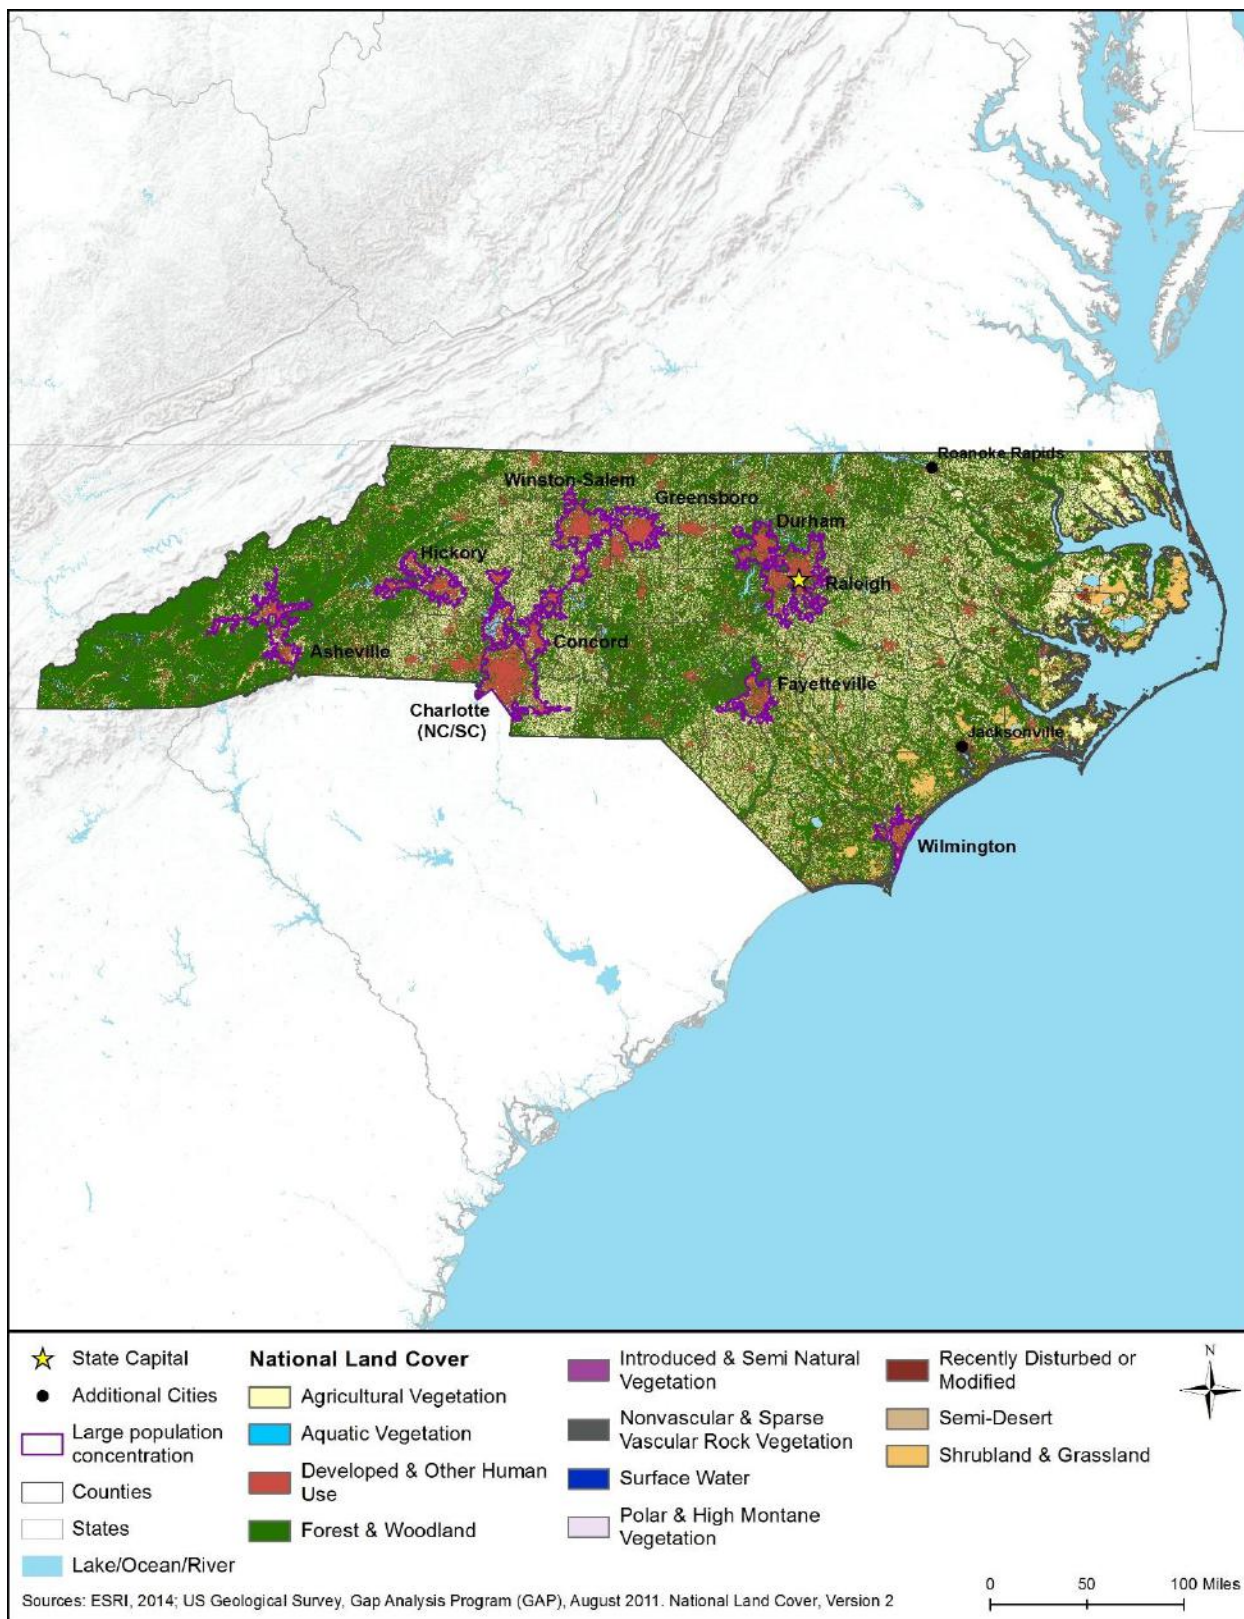 Roanoke Rapids
Winston-Salem
Greensboro
Durham
Hickory
Raleigh
Concord
Asheville
Fayetteville
Charlotte
(NC/SC)
Jacksonville
Wilmington
State Capital
Additional Cities
Large population
concentration
Counties
States
Lake/Ocean/River
National Land Cover
Agricultural Vegetation
Aquatic Vegetation
Developed & Other Human
Use
Forest & Woodland
Introduced & Semi Natural
Vegetation
Nonvascular & Sparse
Vascular Rock Vegetation
Surface Water
Polar & High Montane
Vegetation
Recently Disturbed or
Modified
Semi-Desert
Shrubland & Grassland
N
0 50 100 Miles
Sources: ESRI, 2014; US Geological Survey, Gap Analysis Program (GAP), August 2011. National Land Cover, Version 2